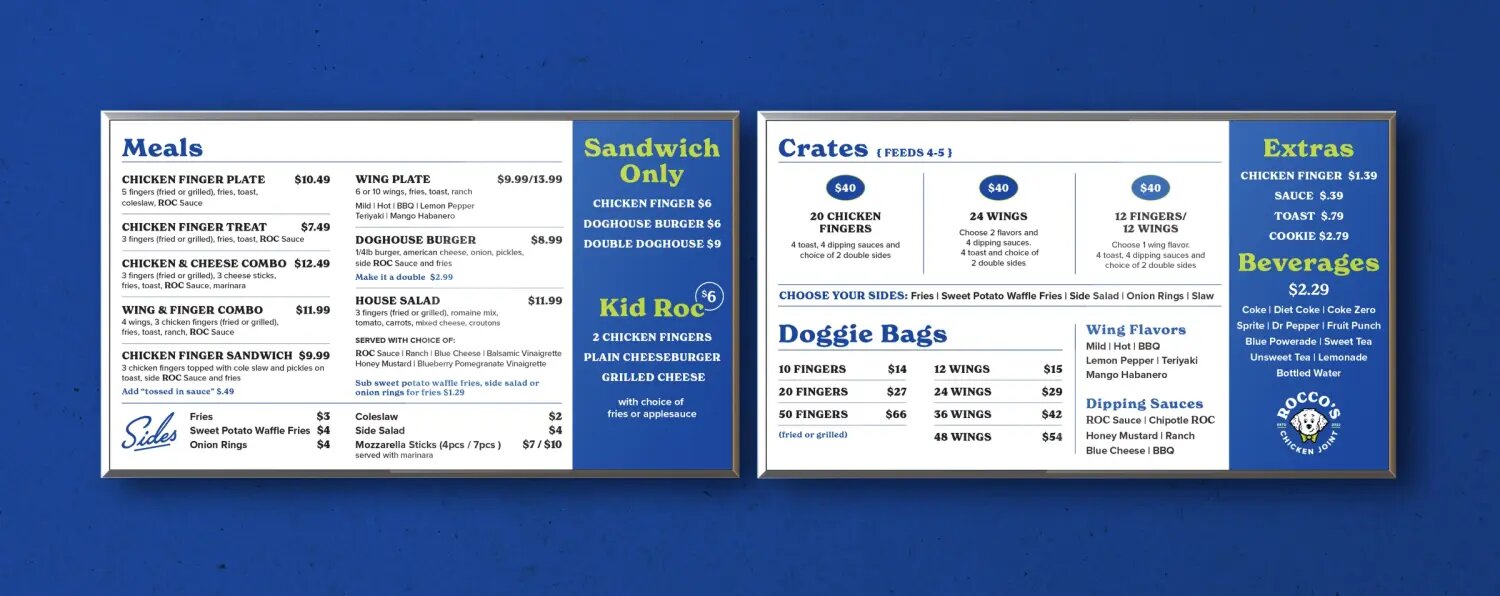 Meals
CHICKEN FINGER PLATE $10.49
5 fingers (fried or grilled), fries, toast,
coleslaw, ROC Sauce
CHICKEN FINGER TREAT $7.49
3 fingers (fried or grilled), fries, toast, ROC Sauce
CHICKEN & CHEESE COMBO $12.49
3 fingers (fried or grilled), 3 cheese sticks,
fries, toast, ROC Sauce, marinara
WING & FINGER COMBO $11.99
4 wings, 3 chicken fingers (fried or grilled),
fries, toast, ranch, ROC Sauce
CHICKEN FINGER SANDWICH $9.99
3 chicken fingers topped with cole slaw and pickles on
toast, side ROC Sauce and fries
Add "tossed in sauce" $.49
WING PLATE $9.99/13.99
6 or 10 wings, fries, toast, ranch
Mild | Hot | BBQ | Lemon Pepper
Teriyaki | Mango Habanero
DOGHOUSE BURGER $8.99
1/4lb burger, american cheese, onion, pickles,
side ROC Sauce and fries
Make it a double $2.99
HOUSE SALAD $11.99
3 fingers (fried or grilled), romaine mix,
tomato, carrots, mixed cheese, croutons
SERVED WITH CHOICE OF:
ROC Sauce | Ranch | Blue Cheese | Balsamic Vinaigrette
Honey Mustard | Blueberry Pomegranate Vinaigrette
Sub sweet potato waffle fries, side salad or
onion rings for fries $1.29
Sides
Fries $3
Sweet Potato Waffle Fries $4
Onion Rings $4
Coleslaw $2
Side Salad $4
Mozzarella Sticks (4pcs / 7pcs ) $7 / $10
served with marinara
Sandwich
Only
CHICKEN FINGER $6
DOGHOUSE BURGER $6
DOUBLE DOGHOUSE $9
Kid Roc $6
2 CHICKEN FINGERS
PLAIN CHEESEBURGER
GRILLED CHEESE
with choice of
fries or applesauce
Crates { FEEDS 4-5 }
$40
20 CHICKEN
FINGERS
4 toast, 4 dipping sauces and
choice of 2 double sides
$40
24 WINGS
Choose 2 flavors and
4 dipping sauces.
4 toast and choice of
2 double sides
$40
12 FINGERS/
12 WINGS
Choose 1 wing flavor.
4 toast, 4 dipping sauces and
choice of 2 double sides
CHOOSE YOUR SIDES: Fries | Sweet Potato Waffle Fries | Side Salad | Onion Rings | Slaw
Doggie Bags
10 FINGERS $14
20 FINGERS $27
50 FINGERS $66
(fried or grilled)
12 WINGS $15
24 WINGS $29
36 WINGS $42
48 WINGS $54
Wing Flavors
Mild | Hot | BBQ
Lemon Pepper | Teriyaki
Mango Habanero
Dipping Sauces
ROC Sauce | Chipotle ROC
Honey Mustard | Ranch
Blue Cheese | BBQ
Extras
CHICKEN FINGER $1.39
SAUCE $.39
TOAST $.79
COOKIE $2.79
Beverages
$2.29
Coke | Diet Coke | Coke Zero
Sprite | Dr Pepper | Fruit Punch
Blue Powerade | Sweet Tea
Unsweet Tea | Lemonade
Bottled Water
ROCCO'S
CHICKEN JOINT